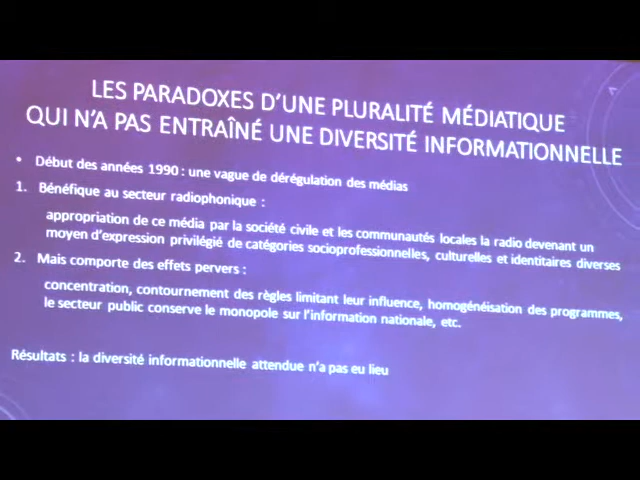 LES PARADOXES D'UNE PLURALITÉ MÉDIATIQUE
QUI N'A PAS ENTRAÎNÉ UNE DIVERSITÉ INFORMATIONNELLE
• Début des années 1990 : une vague de dérégulation des médias
1. Bénéfique au secteur radiophonique :
appropriation de ce média par la société civile et les communautés locales la radio devenant un
moyen d'expression privilégié de catégories socioprofessionnelles, culturelles et identitaires diverses
2. Mais comporte des effets pervers :
concentration, contournement des règles limitant leur influence, homogénéisation des programmes,
le secteur public conserve le monopole sur l'information nationale, etc.
Résultats : la diversité informationnelle attendue n'a pas eu lieu